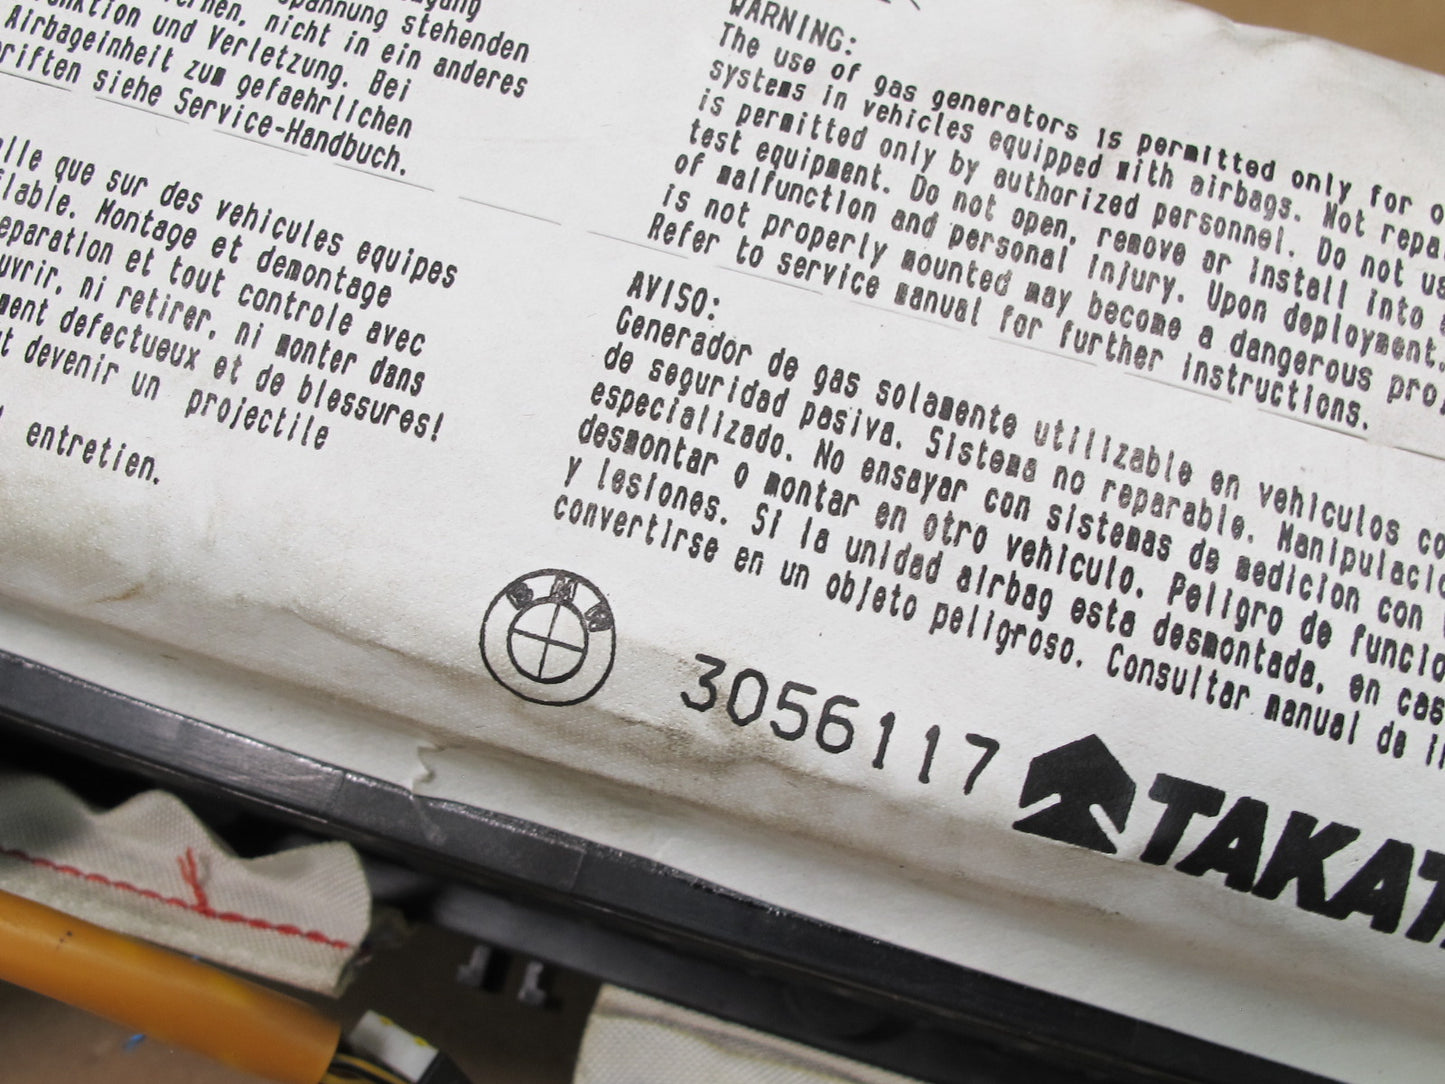 spannung stehenden
nicht in ein anderes
und Verletzung. Bei
Airbageinheit zum gefaehrlichen
siehe Service-Handbuch.
que sur des vehicules equipes
Montage et demontage
et tout controle avec
ni retirer, ni monter dans
defectueux et de blessures!
devenir un projectile
entretien.
WARNING:
The use of gas generators is permitted only for
systems in vehicles equipped with airbags. Not
is permitted only by authorized personnel. Do not
test equipment. Do not open, remove or install into
of malfunction and personal injury. Upon deployment,
is not properly mounted may become a dangerous
Refer to service manual for further instructions.
AVISO:
Generador de gas solamente utilizable en vehiculos
de seguridad pasiva. Sistema no reparable.
especializado. No ensayar con sistemas de medicion con
desmontar o montar en otro vehiculo. Peligro de
y lesiones. Si la unidad airbag esta desmontada, en
convertirse en un objeto peligroso. Consultar manual de
BMW 3056117
TAKAT